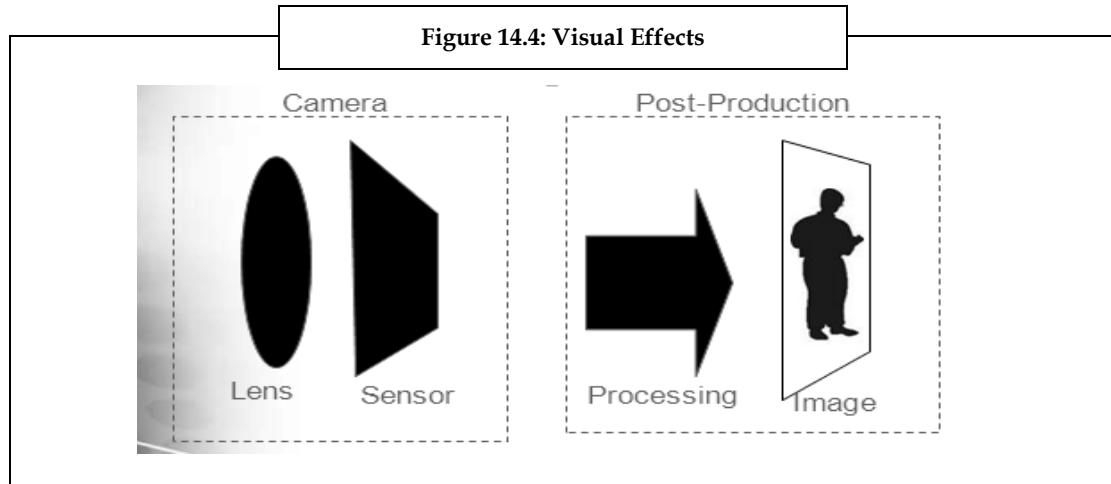 Figure 14.4: Visual Effects
Camera
Post-Production
Lens
Sensor
Processing
Image